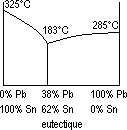 325°C
285°C
183°C
0% Pb 38% Pb 100% Pb
100% Sn 62% Sn 0% Sn
eutectique